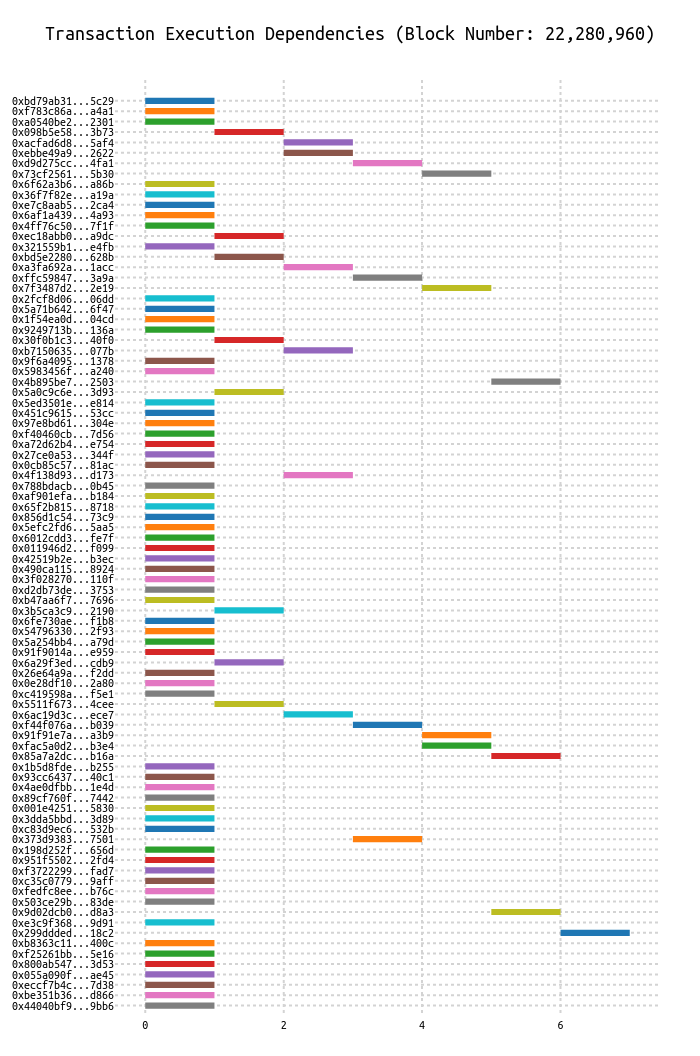 Transaction Execution Dependencies (Block Number: 22,280,960)
0xbd79ab31...5c29
0xf783c86a...a4a1
0xa0540be2...2301
0x098b5e58...3b73
0xacfad6d8...5af4
0xebbe49a9...2622
0xd9d275cc...4fa1
0x73cf2561...5b30
0x6f62a3b6...a86b
0x36f7f82e...a19a
0xe7c8aab5...2ca4
0x6af1a439...4a93
0x4ff76c50...7f1f
0xec18abb0...a9dc
0x321559b1...e4fb
0xbd5e2280...628b
0xa3fa692a...1acc
0xffc59847...3a9a
0x7f3487d2...2e19
0x2fcf8d06...06dd
0x5a71b642...6f47
0x1f54ea0d...04cd
0x9249713b...136a
0x30f0b1c3...40f0
0xb7150635...077b
0x9f6a4095...1378
0x5983456f...a240
0x4b895be7...2503
0x5a0c9c6e...3d93
0x5ed3501e...e814
0x451c9615...53cc
0x97e8bd61...304e
0xf40460cb...7d56
0xa72d62b4...e754
0x27ce0a53...344f
0x0cb85c57...81ac
0x4f138d93...d173
0x788bdacb...0b45
0xaf901efa...b184
0x65f2b815...8718
0x856d1c54...73c9
0x5efc2fd6...5aa5
0x6012cdd3...fe7f
0x011946d2...f099
0x42519b2e...b3ec
0x490ca115...8924
0x3f028270...110f
0xd2db73de...3753
0xb47aa6f7...7696
0x3b5ca3c9...2190
0x6fe730ae...f1b8
0x54796330...2f93
0x5a254bb4...a79d
0x91f9014a...e959
0x6a29f3ed...cdb9
0x26e64a9a...f2dd
0x0e28df10...2a80
0xc419598a...f5e1
0x5511f673...4cee
0x6ac19d3c...ece7
0xf44f076a...b039
0x91f91e7a...a3b9
0xfac5a0d2...b3e4
0x85a7a2dc...b16a
0x1b5d8fde...b255
0x93cc6437...40c1
0x4ae0dfbb...1e4d
0x89cf760f...7442
0x001e4251...5830
0x3dda5bbd...3d89
0xc83d9ec6...532b
0x373d9383...7501
0x198d252f...656d
0x951f5502...2fd4
0xf3722299...fad7
0xc35c0779...9aff
0xfedfc8ee...b76c
0x503ce29b...83de
0x9d02dcb0...d8a3
0xe3c9f368...9d91
0x299ddded...18c2
0xb8363c11...400c
0xf25261bb...5e16
0x800ab547...3d53
0x055a090f...ae45
0xeccf7b4c...7d38
0xbe351b36...d866
0x44040bf9...9bb6
0 2 4 6